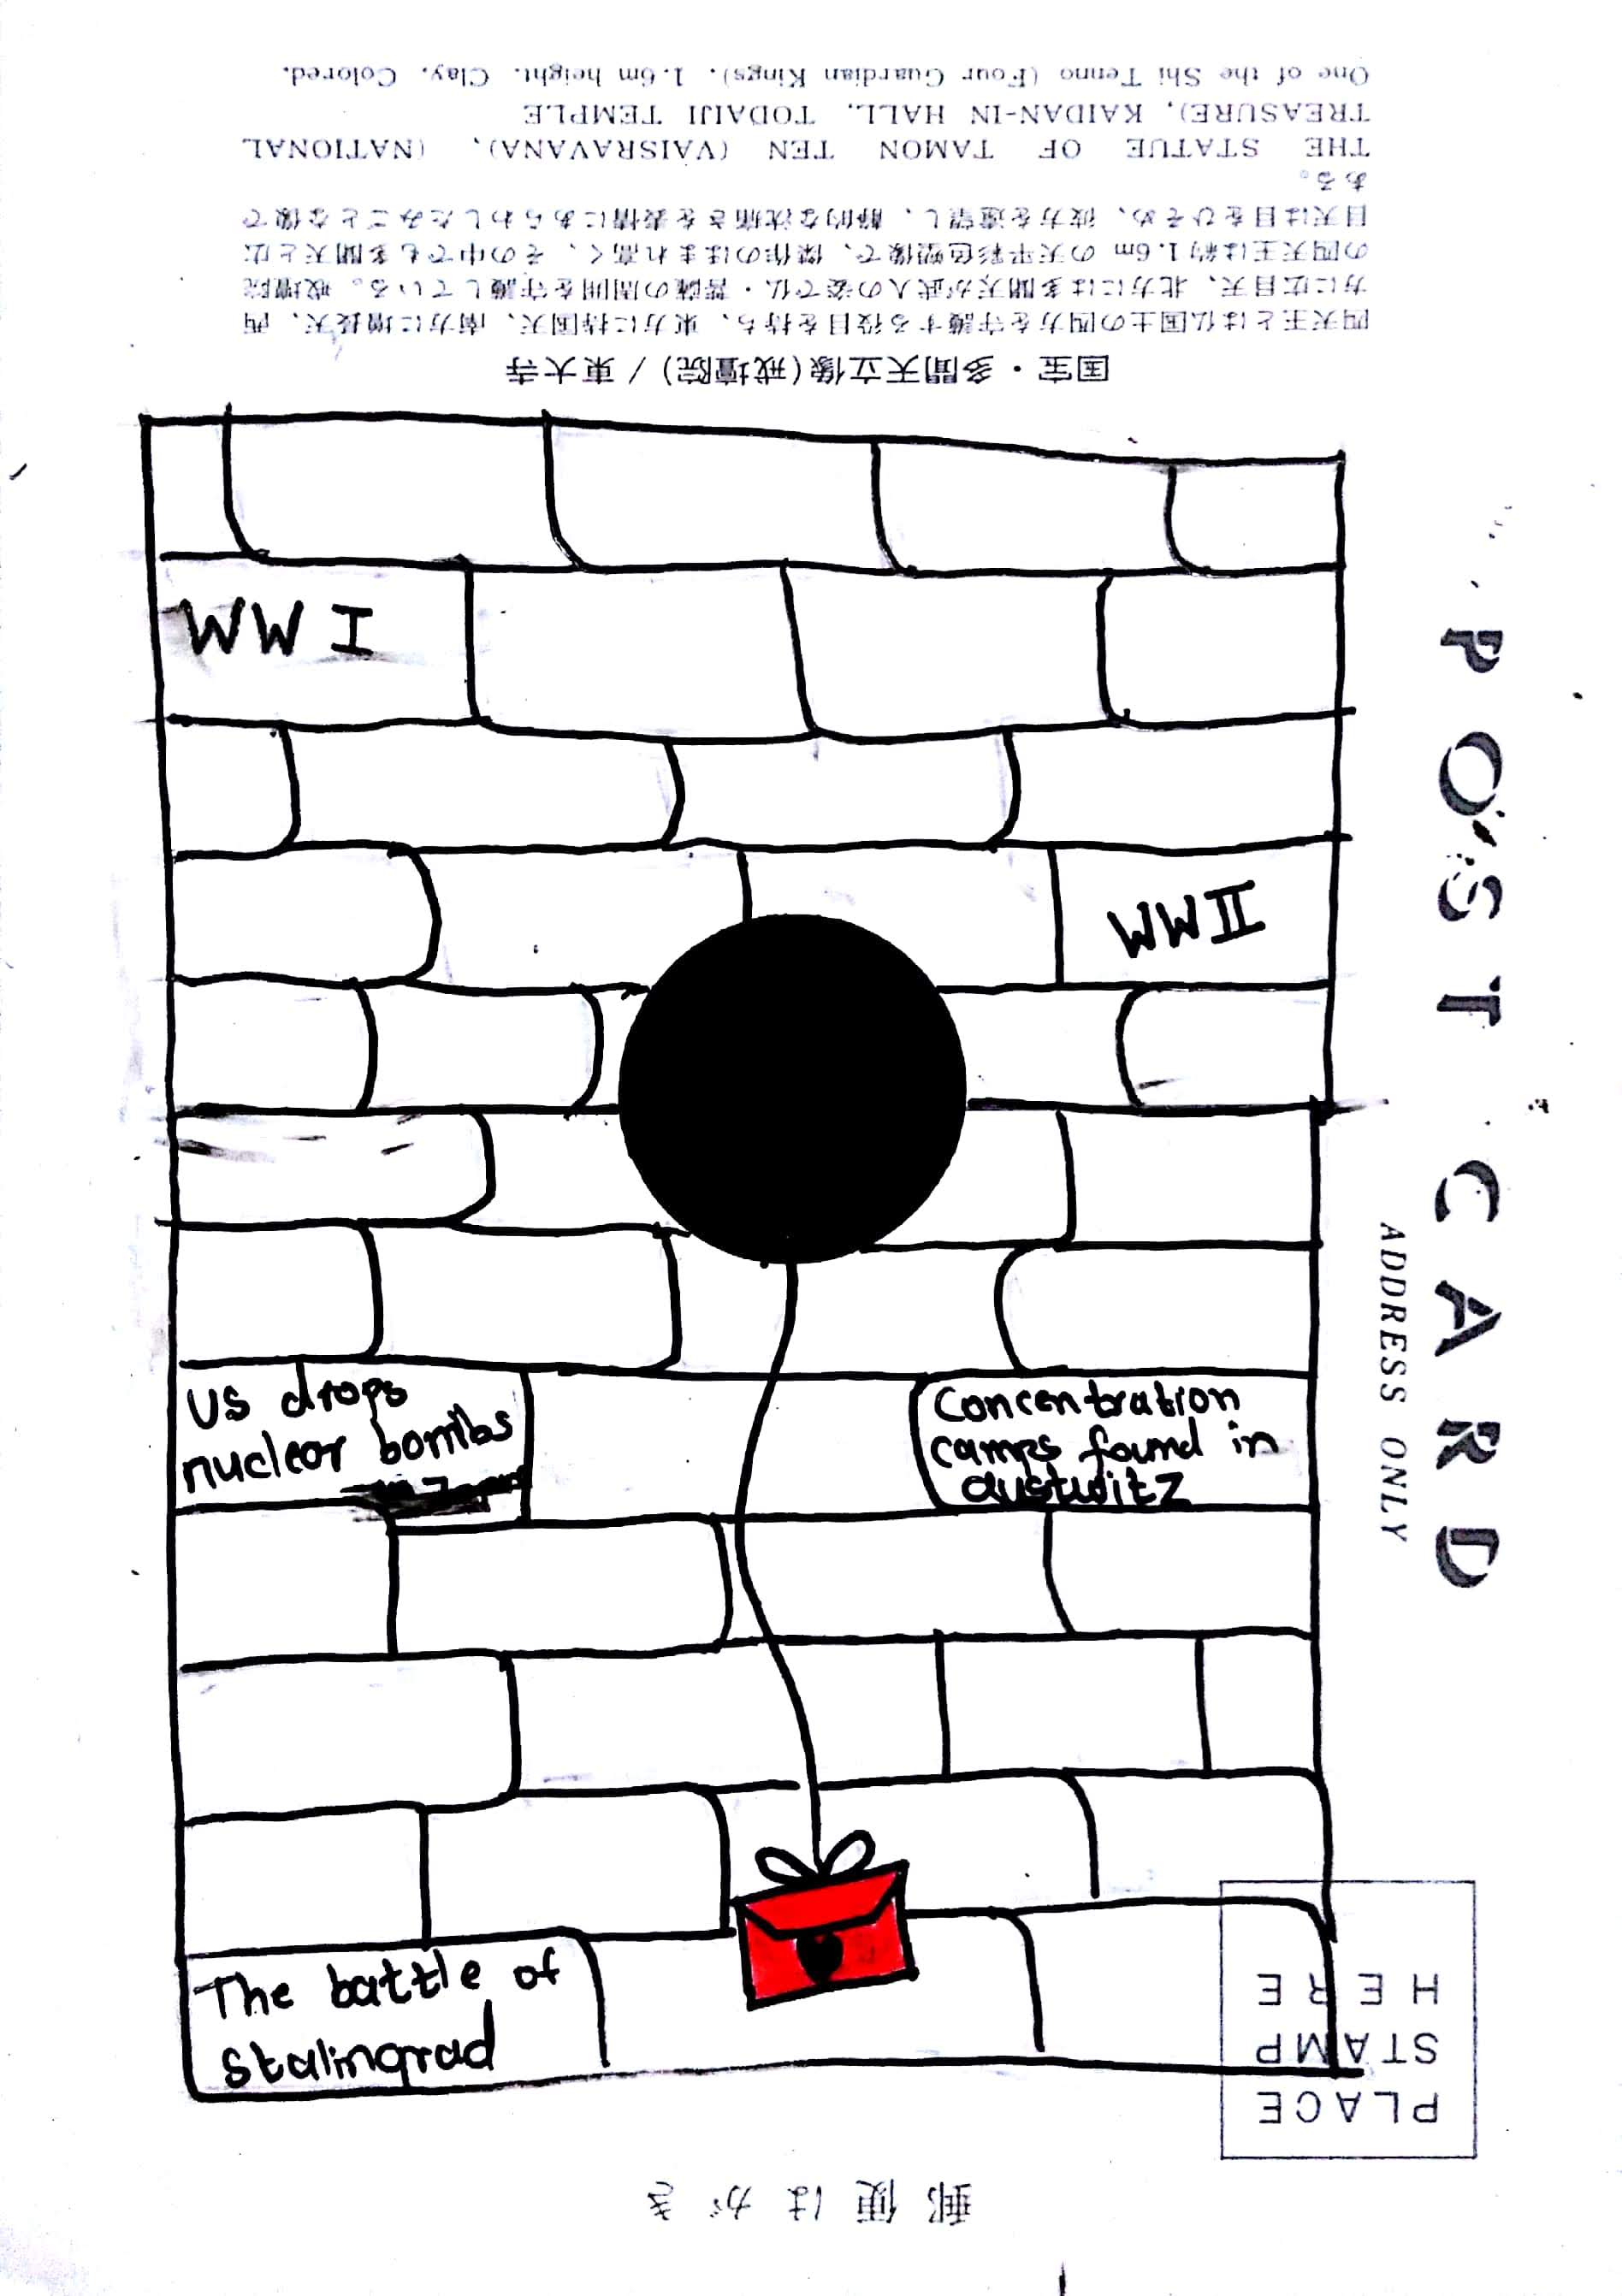 国宝・多聞天立像(戒壇院) / 東大寺
四天王とは仏国土の四方を守護する役目を持ち、東方に持国天、南方に増長天、西
方に広目天、北方には多聞天が武人の姿で仏・菩薩の周囲を守護している。戒壇院
の四天王は約1.6m の天平彩色塑像で、傑作のほまれ高く、その中でも多聞天と広
目天は目をひそめ、彼方を遠望し、静的な沈痛さを表情にあらわしたみごとな像で
ある。
THE STATUE OF TAMON TEN (VAISRAVANA), (NATIONAL
TREASURE), KAIDAN-IN HALL, TODAIJI TEMPLE
One of the Shi Tenno (Four Guardian Kings). 1.6m height. Clay. Colored.
WW I
WW II
US drops
nuclear bombs
Concentration
camps found in
austwitz
The battle of
Stalingrad
POST CARD
ADDRESS ONLY
PLACE
STAMP
HERE
郵便はがき